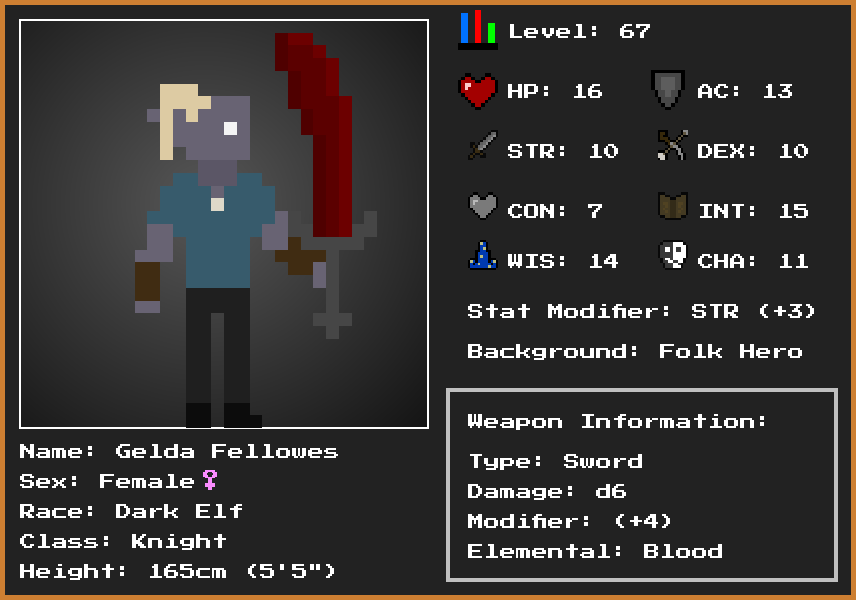 Level: 67
HP: 16 AC: 13
STR: 10 DEX: 10
CON: 7 INT: 15
WIS: 14 CHA: 11
Stat Modifier: STR (+3)
Background: Folk Hero
Weapon Information:
Type: Sword
Damage: d6
Modifier: (+4)
Elemental: Blood
Name: Gelda Fellowes
Sex: Female♀
Race: Dark Elf
Class: Knight
Height: 165cm (5'5")